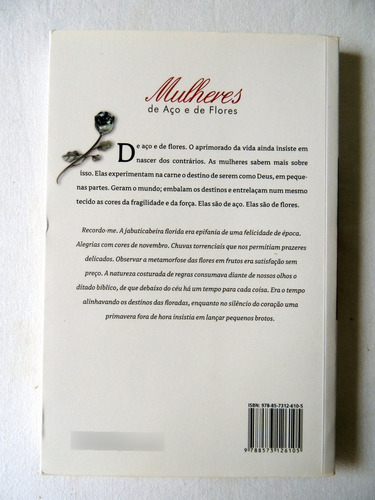 Mulheres
de Aço e de Flores
De aço e de flores. O aprimorado da vida ainda insiste em
nascer dos contrários. As mulheres sabem mais sobre
isso. Elas experimentam na carne o destino de serem como Deus, em peque-
nas partes. Geram o mundo; embalam os destinos e entrelaçam num mesmo
tecido as cores da fragilidade e da força. Elas são de aço. Elas são de flores.
Recordo-me. A jabuticabeira florida era epifania de uma felicidade de época.
Alegrias com cores de novembro. Chuvas torrenciais que nos permitiam prazeres
delicados. Observar a metamorfose das flores em frutos era satisfação sem
preço. A natureza costurada de regras consumava diante de nossos olhos o
ditado bíblico, de que debaixo do céu há um tempo para cada coisa. Era o tempo
alinhavando os destinos das floradas, enquanto no silêncio do coração uma
primavera fora de hora insistia em lançar pequenos brotos.
ISBN: 978-85-7312-610-5
9 788573 126105